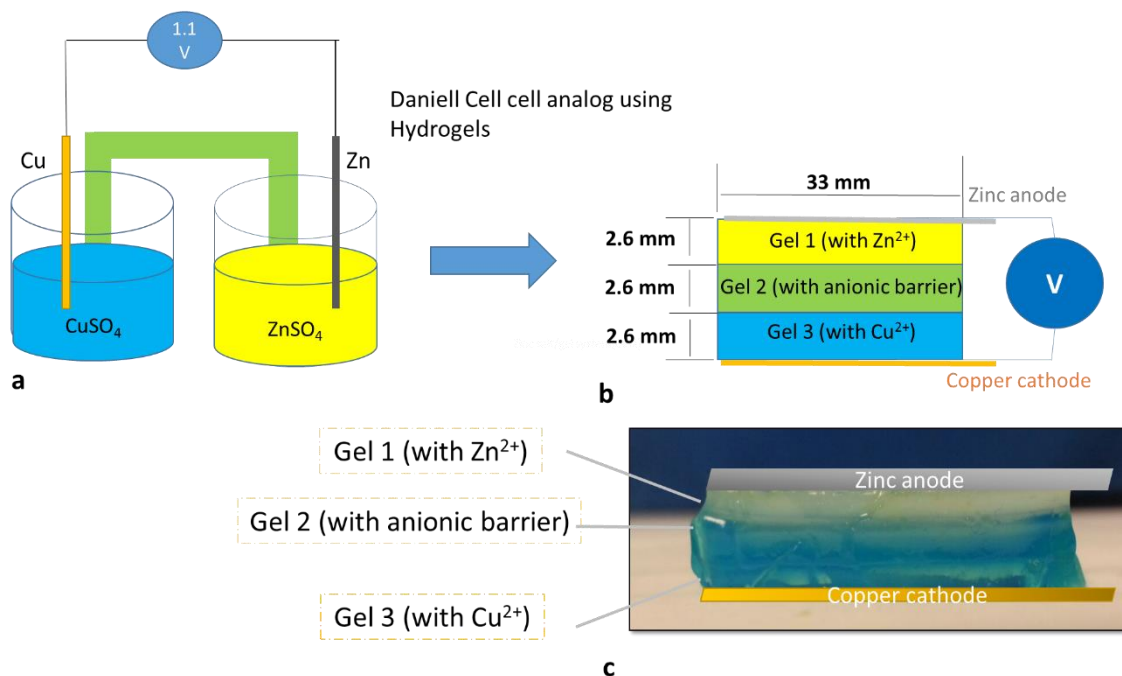 1.1
V
Cu
Zn
CuSO₄
ZnSO₄
a
Daniell Cell cell analog using
Hydrogels
33 mm
Zinc anode
2.6 mm
Gel 1 (with Zn²⁺)
2.6 mm
Gel 2 (with anionic barrier)
V
2.6 mm
Gel 3 (with Cu²⁺)
Copper cathode
b
Gel 1 (with Zn²⁺)
Gel 2 (with anionic barrier)
Gel 3 (with Cu²⁺)
Zinc anode
Copper cathode
c